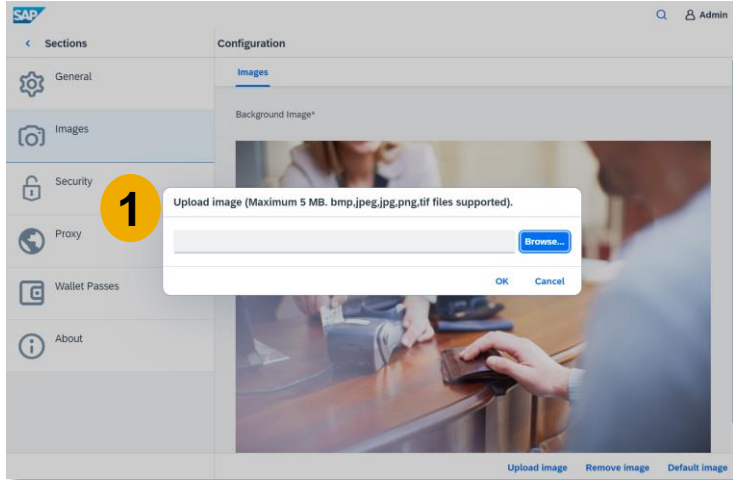 SAP
Admin
Sections
Configuration
General
Images
Images
Background Image*
Security
1
Upload image (Maximum 5 MB. bmp,jpeg,jpg,png,tif files supported).
Proxy
Browse...
Wallet Passes
OK Cancel
About
Upload image Remove image Default image